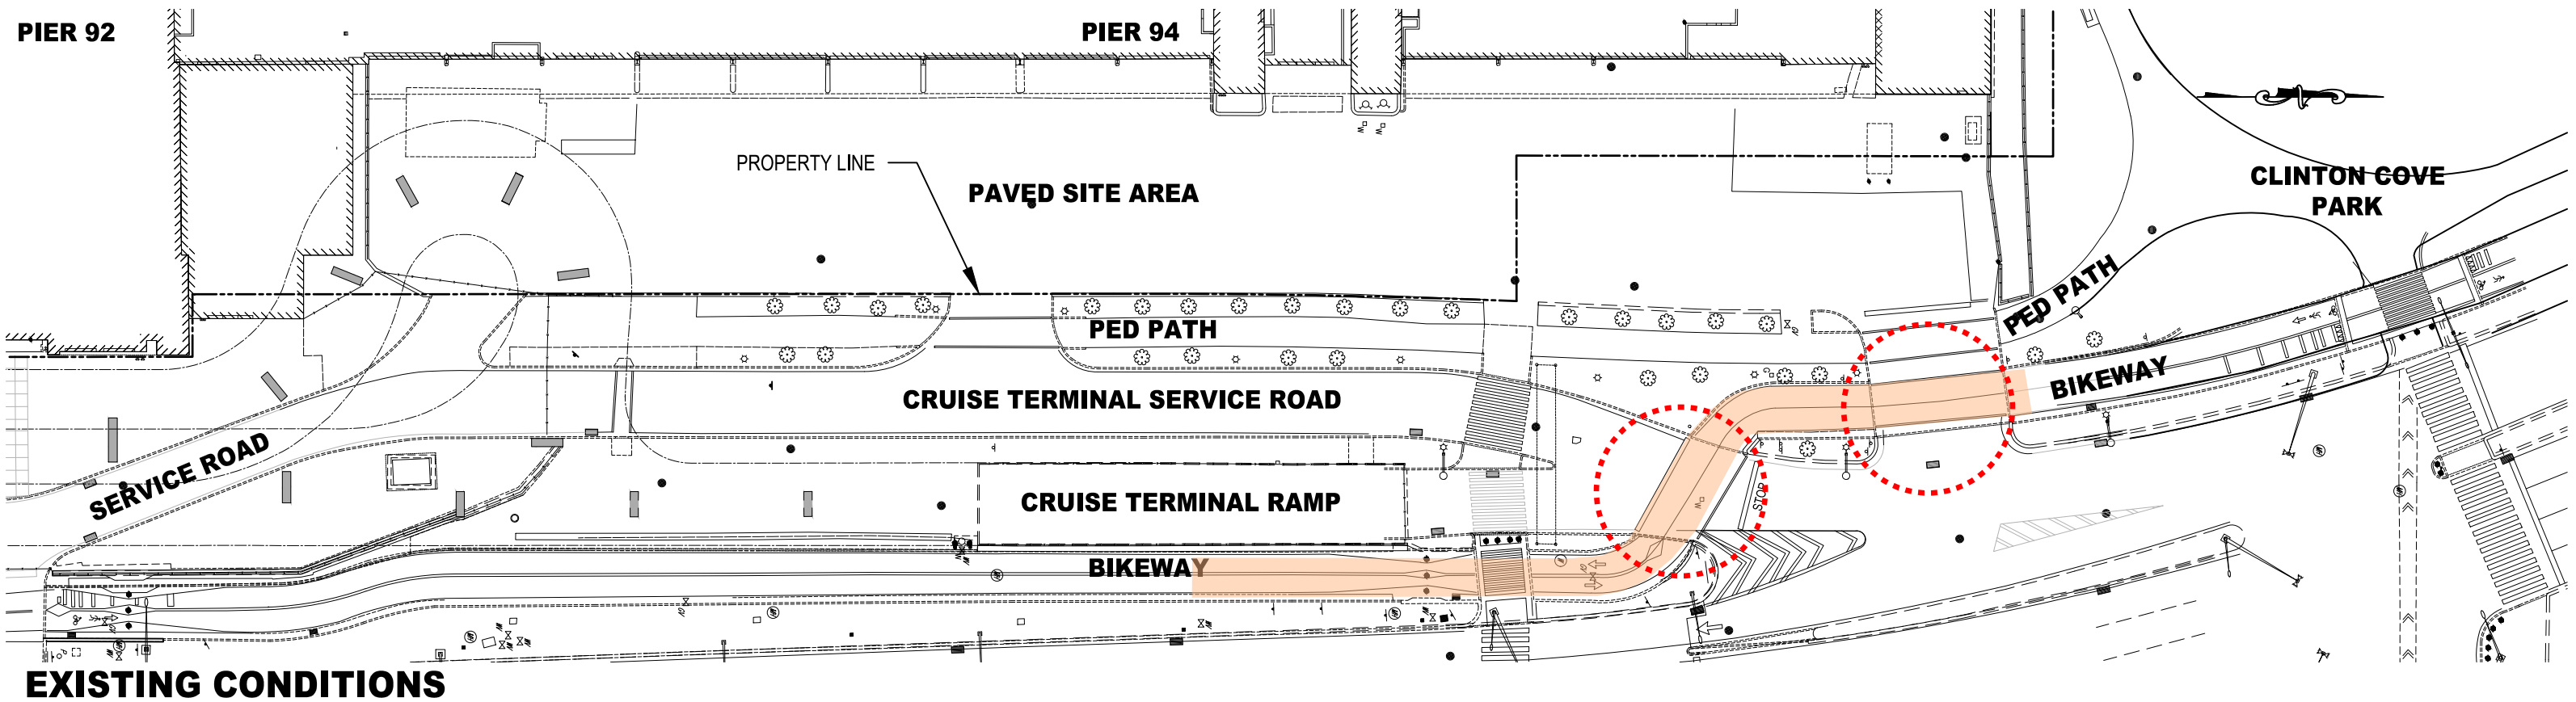 PIER 92
PIER 94
PROPERTY LINE
PAVED SITE AREA
CLINTON COVE
PARK
PED PATH
PED PATH
BIKEWAY
CRUISE TERMINAL SERVICE ROAD
SERVICE ROAD
CRUISE TERMINAL RAMP
STOP
BIKEWAY
EXISTING CONDITIONS